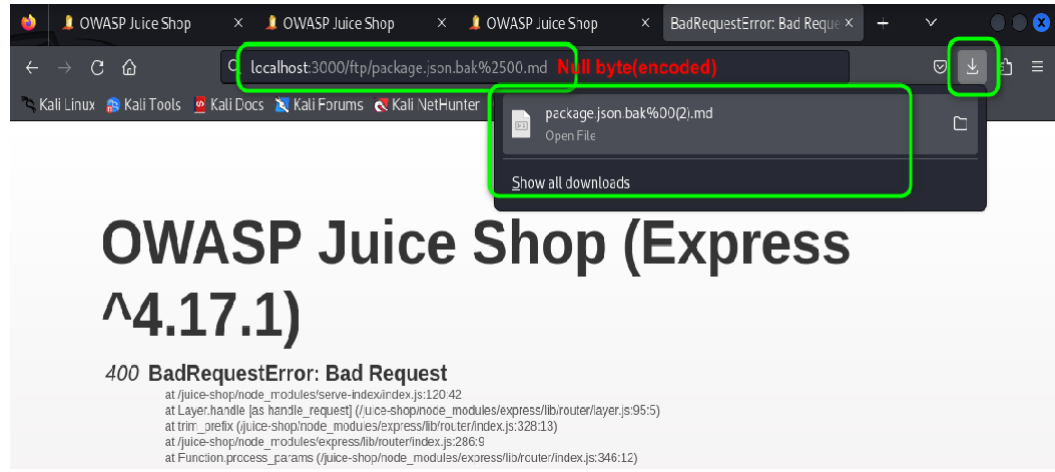 OWASP Juice Shop
OWASP Juice Shop
OWASP Juice Shop
BadRequestError: Bad Reque
localhost:3000/ftp/package.json.bak%2500.md Null byte(encoded)
Kali Linux Kali Tools Kali Docs Kali Forums Kali NetHunter
package.json.bak%00(2).md
Open File
Show all downloads
OWASP Juice Shop (Express
^4.17.1)
400 BadRequestError: Bad Request
at /juice-shop/node_modules/serve-index/index.js:120:42
at Layer.handle [as handle_request] (/juice-shop/node_modules/express/lib/router/layer.js:95:5)
at trim_prefix (/juice-shop/node_modules/express/lib/router/index.js:328:13)
at /juice-shop/node_modules/express/lib/router/index.js:286:9
at Function.process_params (/juice-shop/node_modules/express/lib/router/index.js:346:12)